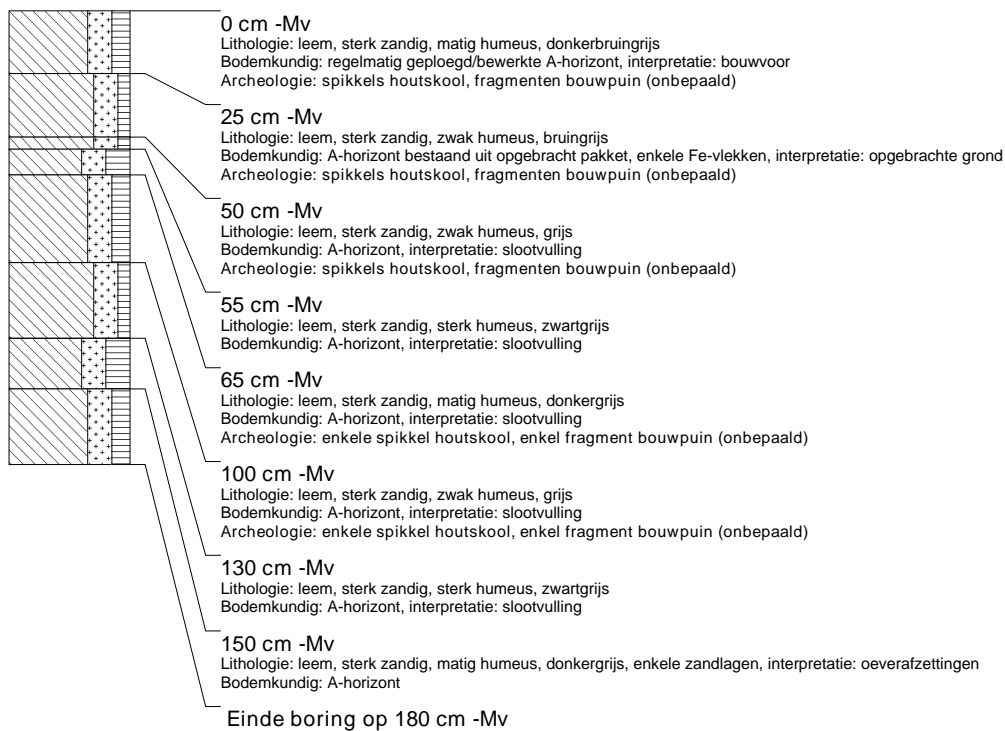 0 cm -Mv
Lithologie: leem, sterk zandig, matig humeus, donkerbruingrijs
Bodemkundig: regelmatig geploegd/bewerkte A-horizont, interpretatie: bouwvoor
Archeologie: spikkels houtskool, fragmenten bouwpuin (onbepaald)
25 cm -Mv
Lithologie: leem, sterk zandig, zwak humeus, bruingrijs
Bodemkundig: A-horizont bestaand uit opgebracht pakket, enkele Fe-vlekken, interpretatie: opgebrachte grond
Archeologie: spikkels houtskool, fragmenten bouwpuin (onbepaald)
50 cm -Mv
Lithologie: leem, sterk zandig, zwak humeus, grijs
Bodemkundig: A-horizont, interpretatie: slootvulling
Archeologie: spikkels houtskool, fragmenten bouwpuin (onbepaald)
55 cm -Mv
Lithologie: leem, sterk zandig, sterk humeus, zwartgrijs
Bodemkundig: A-horizont, interpretatie: slootvulling
65 cm -Mv
Lithologie: leem, sterk zandig, matig humeus, donkergrijs
Bodemkundig: A-horizont, interpretatie: slootvulling
Archeologie: enkele spikkel houtskool, enkel fragment bouwpuin (onbepaald)
100 cm -Mv
Lithologie: leem, sterk zandig, zwak humeus, grijs
Bodemkundig: A-horizont, interpretatie: slootvulling
Archeologie: enkele spikkel houtskool, enkel fragment bouwpuin (onbepaald)
130 cm -Mv
Lithologie: leem, sterk zandig, sterk humeus, zwartgrijs
Bodemkundig: A-horizont, interpretatie: slootvulling
150 cm -Mv
Lithologie: leem, sterk zandig, matig humeus, donkergrijs, enkele zandlagen, interpretatie: oeverafzettingen
Bodemkundig: A-horizont
Einde boring op 180 cm -Mv